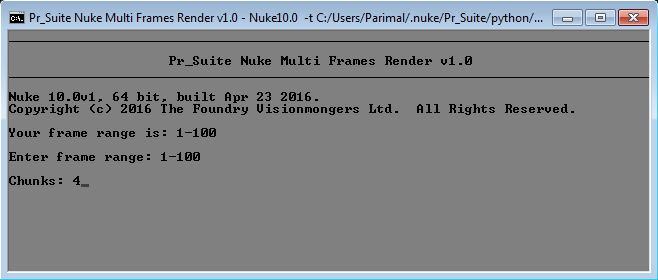 Pr_Suite Nuke Multi Frames Render v1.0 - Nuke10.0 -t C:/Users/Parimal/.nuke/Pr_Suite/python/...
Pr_Suite Nuke Multi Frames Render v1.0
Nuke 10.0v1, 64 bit, built Apr 23 2016.
Copyright (c) 2016 The Foundry Visionmongers Ltd.  All Rights Reserved.
Your frame range is: 1-100
Enter frame range: 1-100
Chunks: 4_